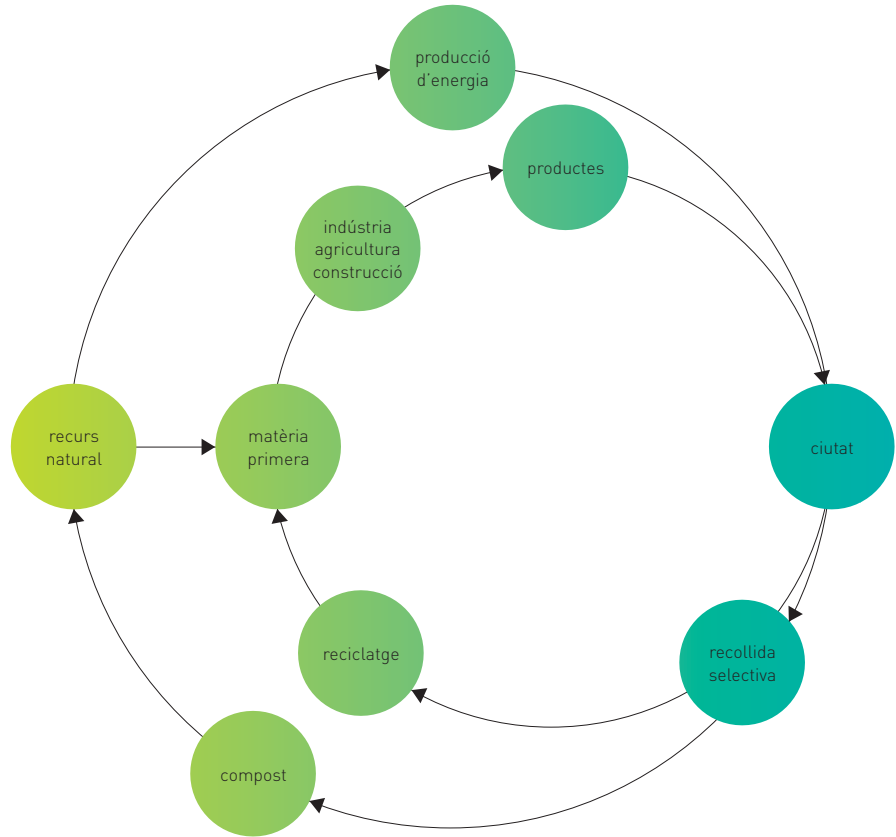 producció
d'energia
productes
indústria
agricultura
construcció
recurs
natural
matèria
primera
ciutat
reciclatge
recollida
selectiva
compost